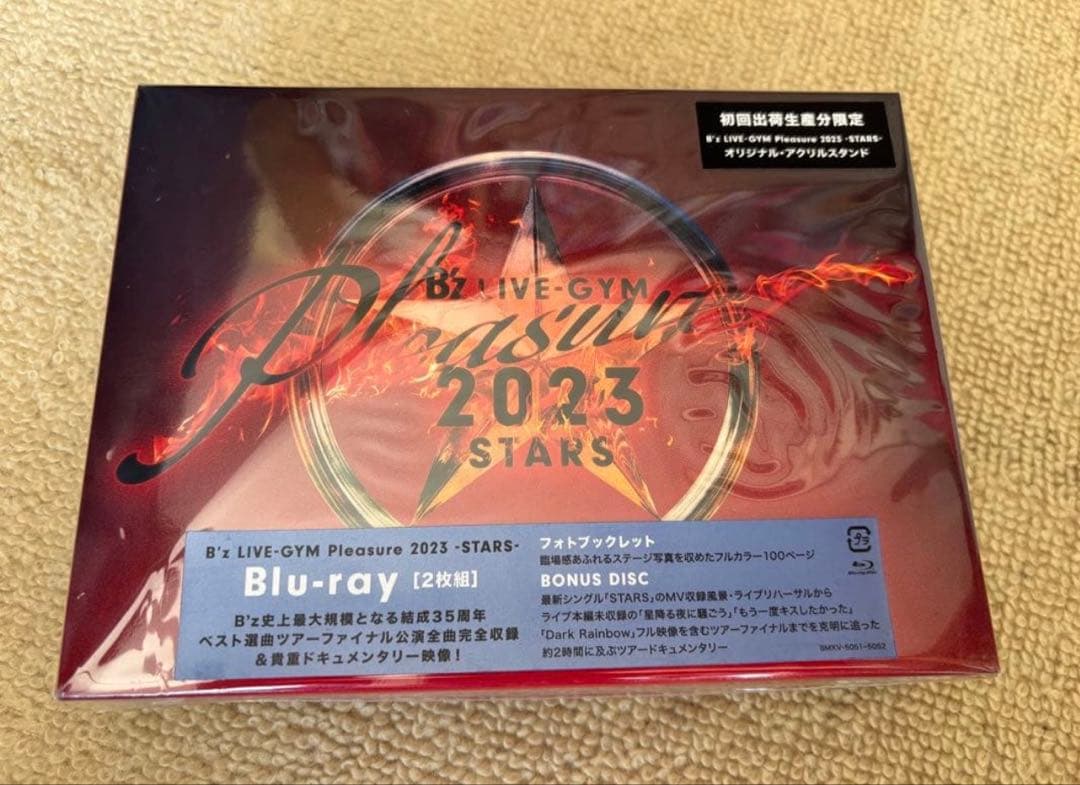 初回出荷生産分限定
B'z LIVE-GYM Pleasure 2023 -STARS-
オリジナル・アクリルスタンド
B'z LIVE-GYM
Pleasure
2023
STARS
B'z LIVE-GYM Pleasure 2023 -STARS-
Blu-ray [2枚組]
B'z史上最大規模となる結成35周年
ベスト選曲ツアーファイナル公演全曲完全収録
&貴重ドキュメンタリー映像!
フォトブックレット
臨場感あふれるステージ写真を収めたフルカラー100ページ
BONUS DISC
最新シングル「STARS」のMV収録風景・ライブリハーサルから
ライブ本編未収録の「星降る夜に騒ごう」「もう一度キスしたかった」
「Dark Rainbow」フル映像を含むツアーファイナルまでを克明に追った
約2時間に及ぶツアードキュメンタリー
プラ
Blu-ray Disc
BMXV-5051~5052